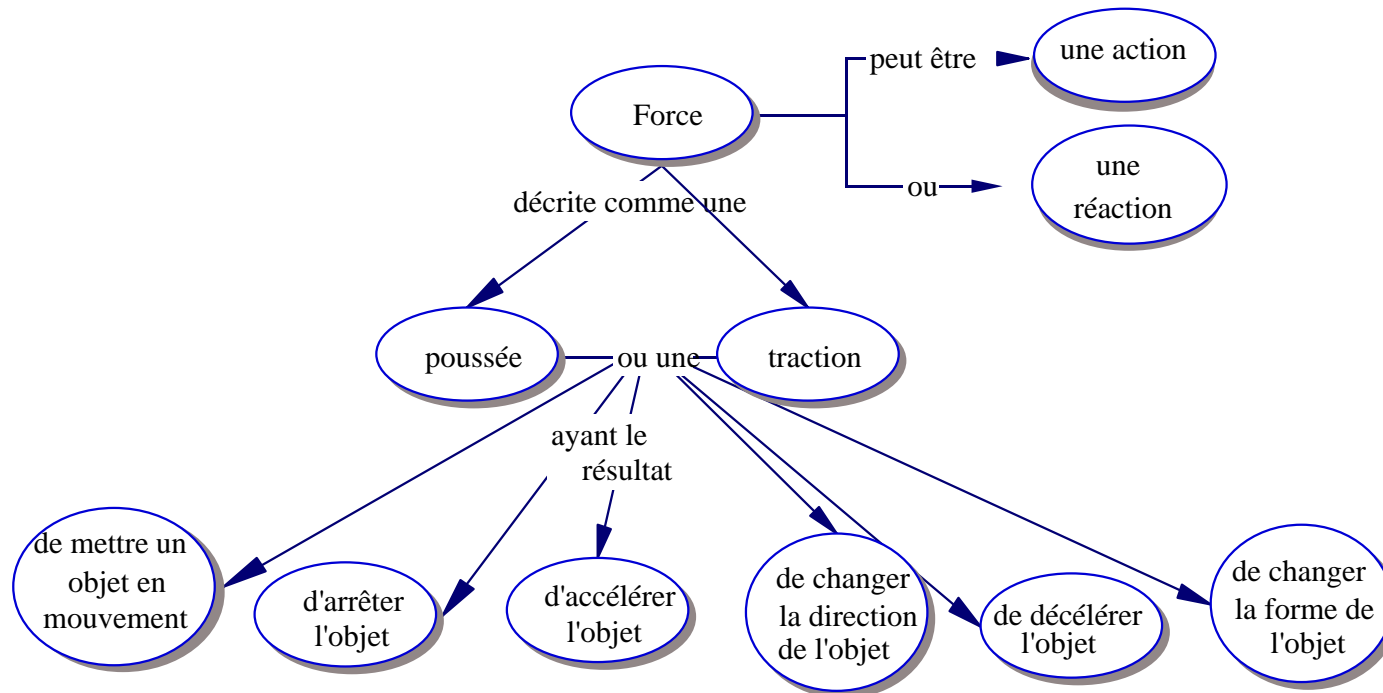 peut être
une action
Force
ou
une
réaction
décrite comme une
poussée
ou une
traction
ayant le
résultat
de mettre un
objet en
mouvement
d'arrêter
l'objet
d'accélérer
l'objet
de changer
la direction
de l'objet
de décélérer
l'objet
de changer
la forme de
l'objet